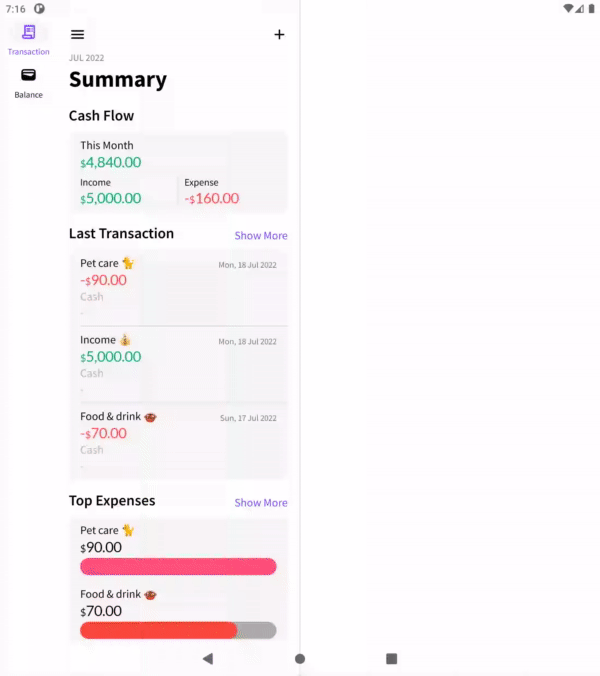 7:16
Transaction
Balance
JUL 2022
Summary
Cash Flow
This Month
$4,840.00
Income Expense
$5,000.00 -$160.00
Last Transaction Show More
Pet care 🐈 Mon, 18 Jul 2022
-$90.00
Cash
-
Income 💰 Mon, 18 Jul 2022
$5,000.00
Cash
-
Food & drink 🍲 Sun, 17 Jul 2022
-$70.00
Cash
-
Top Expenses Show More
Pet care 🐈
$90.00
Food & drink 🍲
$70.00